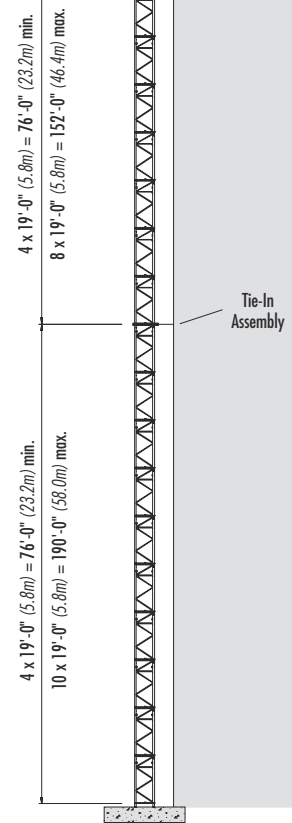 4 x 19'-0" (5.8m) = 76'-0" (23.2m) min.
8 x 19'-0" (5.8m) = 152'-0" (46.4m) max.
Tie-In
Assembly
4 x 19'-0" (5.8m) = 76'-0" (23.2m) min.
10 x 19'-0" (5.8m) = 190'-0" (58.0m) max.